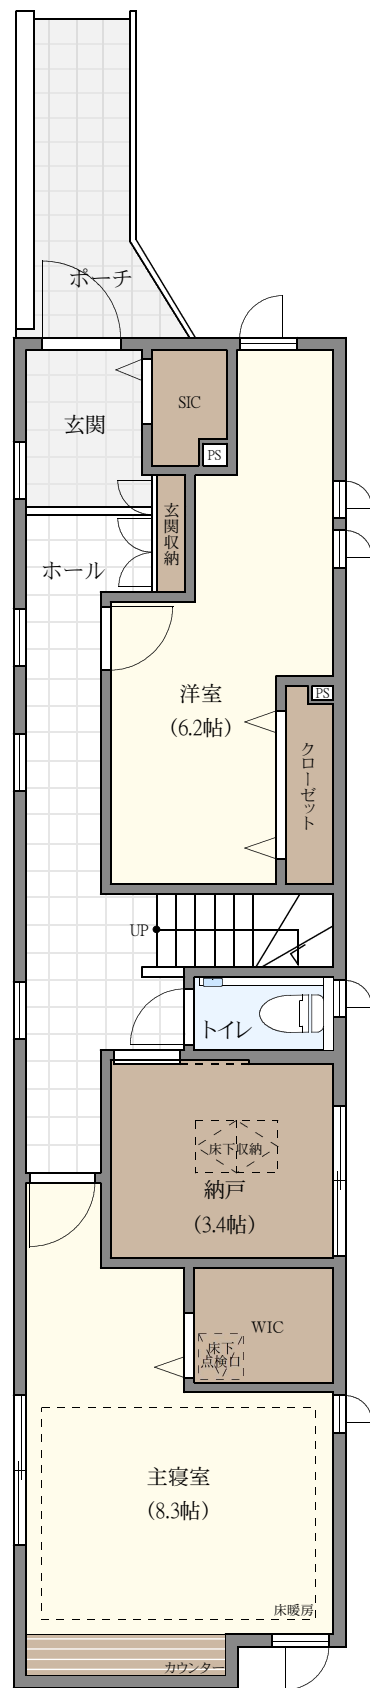 ポーチ
玄関
SIC
PS
玄関収納
ホール
洋室
(6.2帖)
PS
クローゼット
UP
トイレ
床下収納
納戸
(3.4帖)
WIC
床下
点検口
主寝室
(8.3帖)
床暖房
カウンター